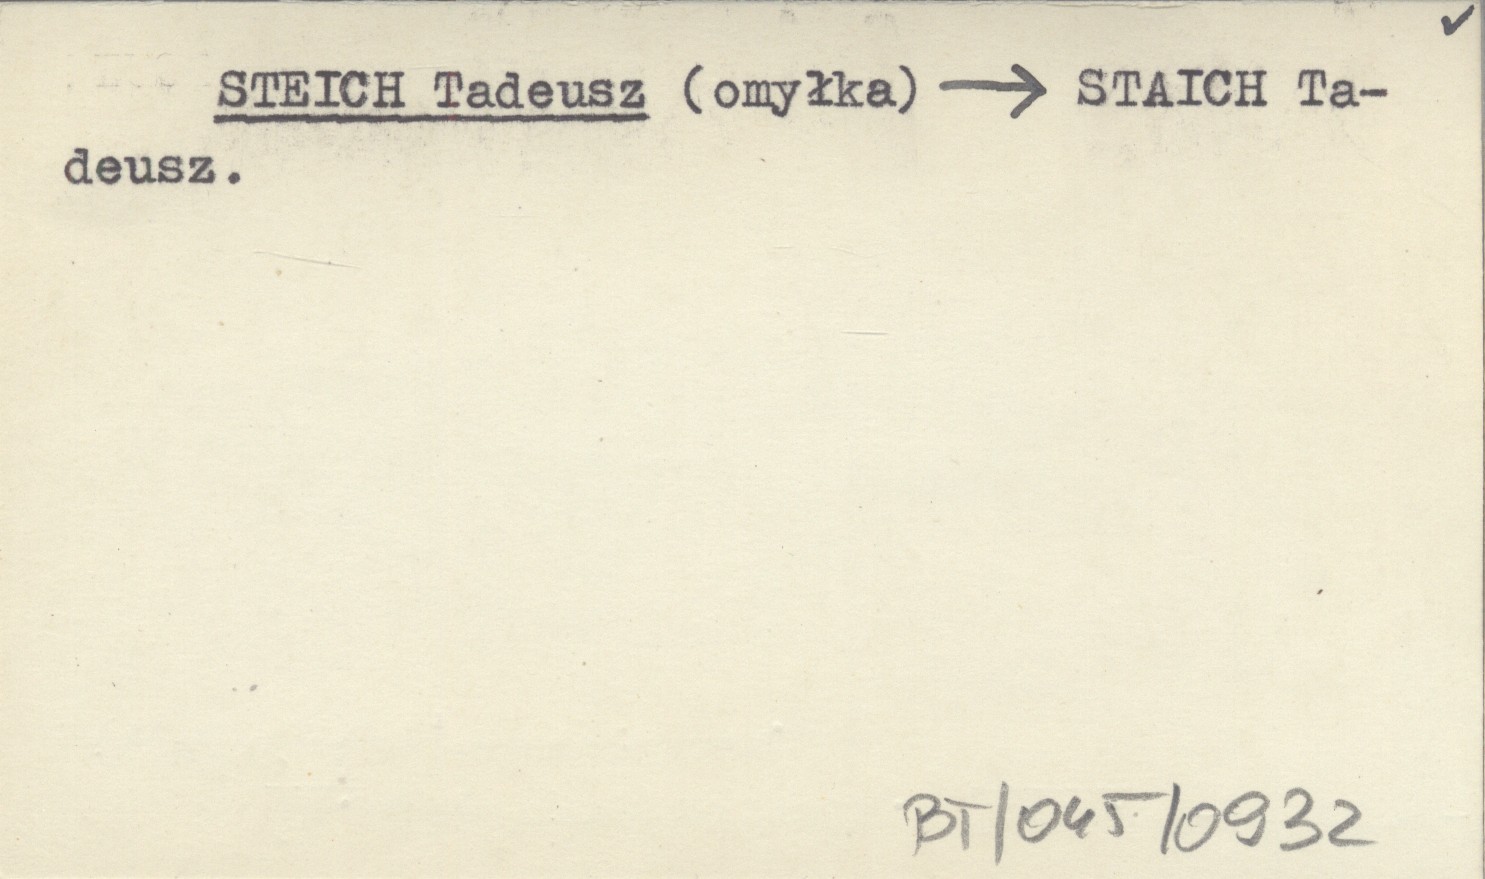 STEICH Tadeusz (omyłka) → STAICH Ta-
deusz.
BT/045/0932